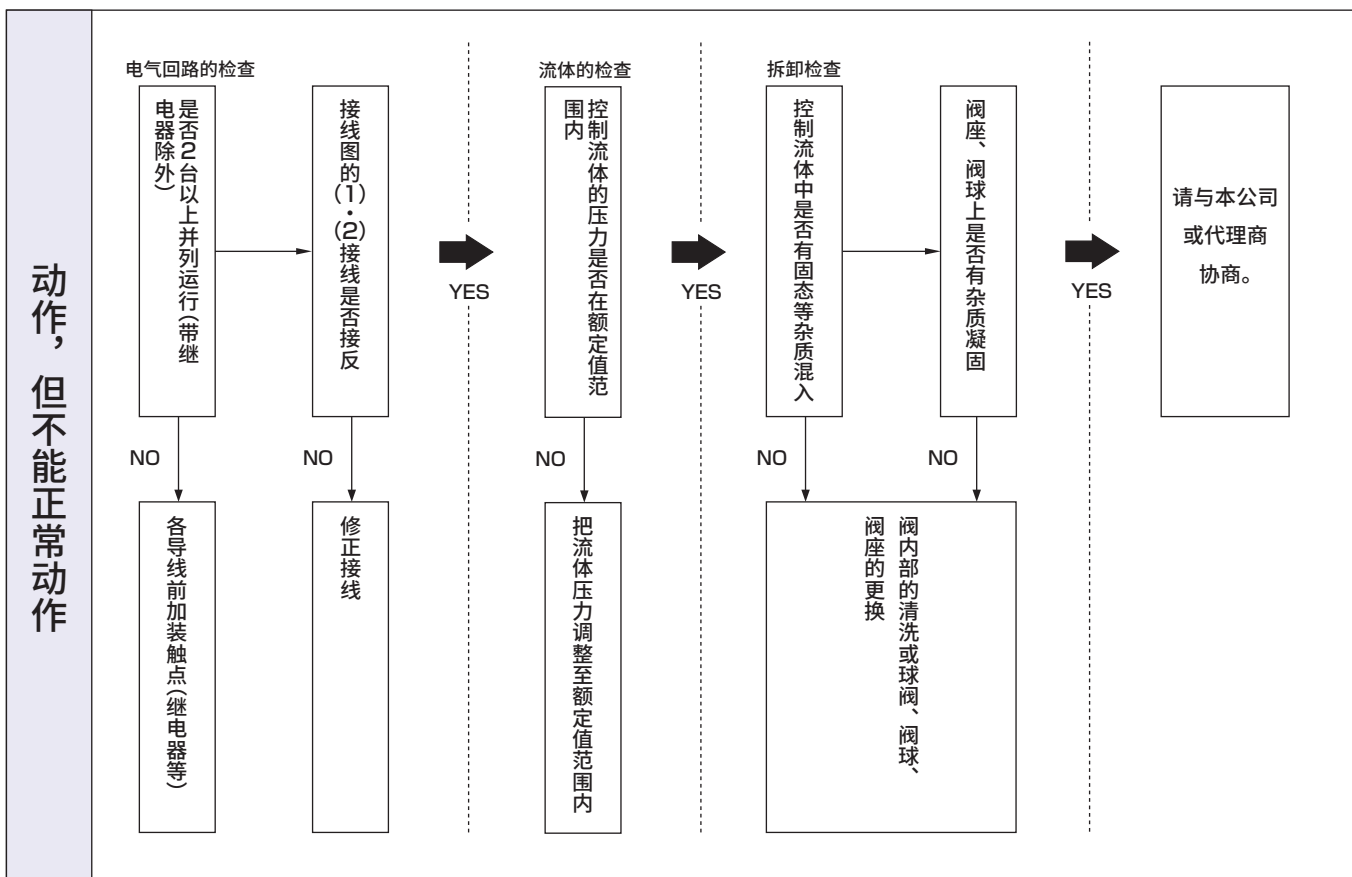 动作，但不能正常动作
电气回路的检查
是否2台以上并列运行（带继
电器除外）
接线图的（1）・（2）接线是否接反
YES
NO
NO
各导线前加装触点（继电器等）
修正接线
流体的检查
控制流体的压力是否在额定值范
围内
YES
NO
把流体压力调整至额定值范围内
拆卸检查
控制流体中是否有固态等杂质混入
阀座、阀球上是否有杂质凝固
YES
NO
NO
阀内部的清洗或球阀、阀球、
阀座的更换
请与本公司
或代理商
协商。